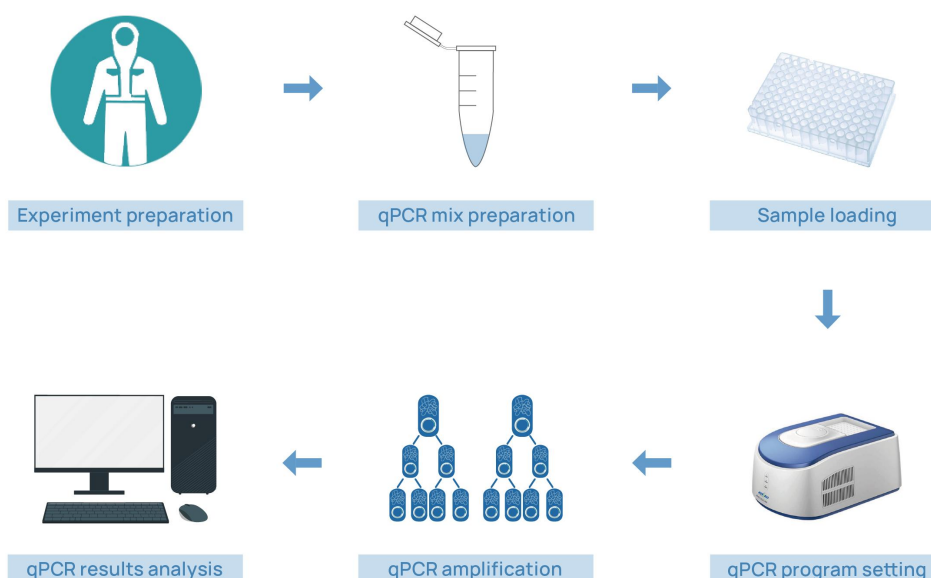 Experiment preparation
qPCR mix preparation
Sample loading
qPCR results analysis
qPCR amplification
qPCR program setting